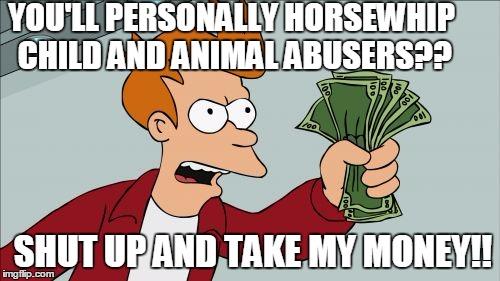 YOU'LL PERSONALLY HORSEWHIP
CHILD AND ANIMAL ABUSERS??
SHUT UP AND TAKE MY MONEY!!
imgflip.com